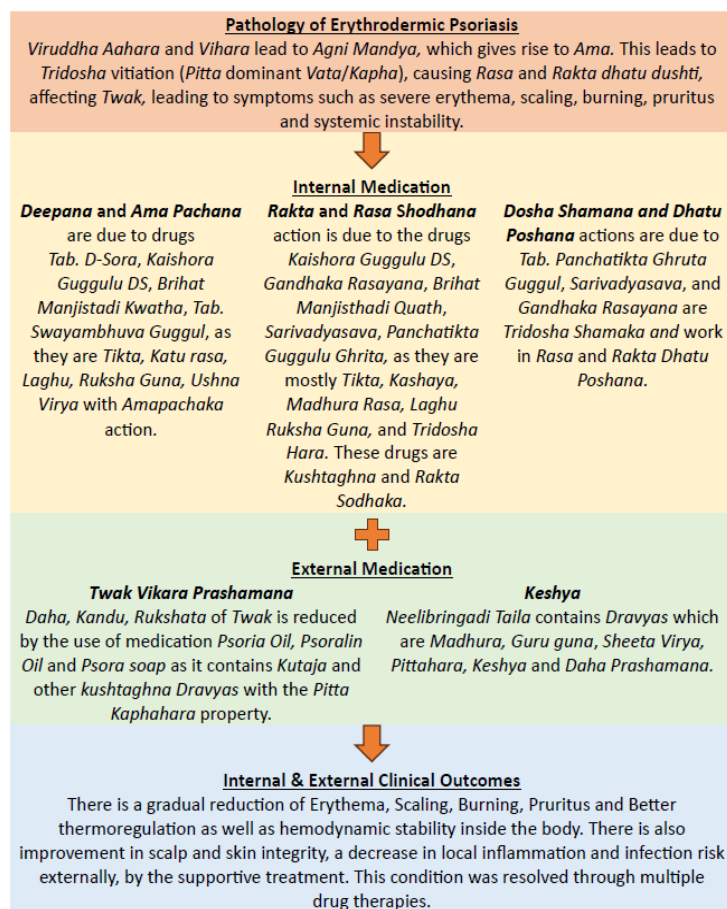 Pathology of Erythrodermic Psoriasis
Viruddha Aahara and Vihara lead to Agni Mandya, which gives rise to Ama. This leads to
Tridosha vitiation (Pitta dominant Vata/Kapha), causing Rasa and Rakta dhatu dushti,
affecting Twak, leading to symptoms such as severe erythema, scaling, burning, pruritus
and systemic instability.
Internal Medication
Deepana and Ama Pachana
are due to drugs
Tab. D-Sora, Kaishora
Guggulu DS, Brihat
Manjistadi Kwatha, Tab.
Swayambhuva Guggul, as
they are Tikta, Katu rasa,
Laghu, Ruksha Guna, Ushna
Virya with Amapachaka
action.
Rakta and Rasa Shodhana
action is due to the drugs
Kaishora Guggulu DS,
Gandhaka Rasayana, Brihat
Manjisthadi Quath,
Sarivadyasava, Panchatikta
Guggulu Ghrita, as they are
mostly Tikta, Kashaya,
Madhura Rasa, Laghu
Ruksha Guna, and Tridosha
Hara. These drugs are
Kushtaghna and Rakta
Sodhaka.
Dosha Shamana and Dhatu
Poshana actions are due to
Tab. Panchatikta Ghruta
Guggul, Sarivadyasava, and
Gandhaka Rasayana are
Tridosha Shamaka and work
in Rasa and Rakta Dhatu
Poshana.
External Medication
Twak Vikara Prashamana
Daha, Kandu, Rukshata of Twak is reduced
by the use of medication Psoria Oil, Psoralin
Oil and Psora soap as it contains Kutaja and
other kushtaghna Dravyas with the Pitta
Kaphahara property.
Keshya
Neelibringadi Taila contains Dravyas which
are Madhura, Guru guna, Sheeta Virya,
Pittahara, Keshya and Daha Prashamana.
Internal & External Clinical Outcomes
There is a gradual reduction of Erythema, Scaling, Burning, Pruritus and Better
thermoregulation as well as hemodynamic stability inside the body. There is also
improvement in scalp and skin integrity, a decrease in local inflammation and infection risk
externally, by the supportive treatment. This condition was resolved through multiple
drug therapies.